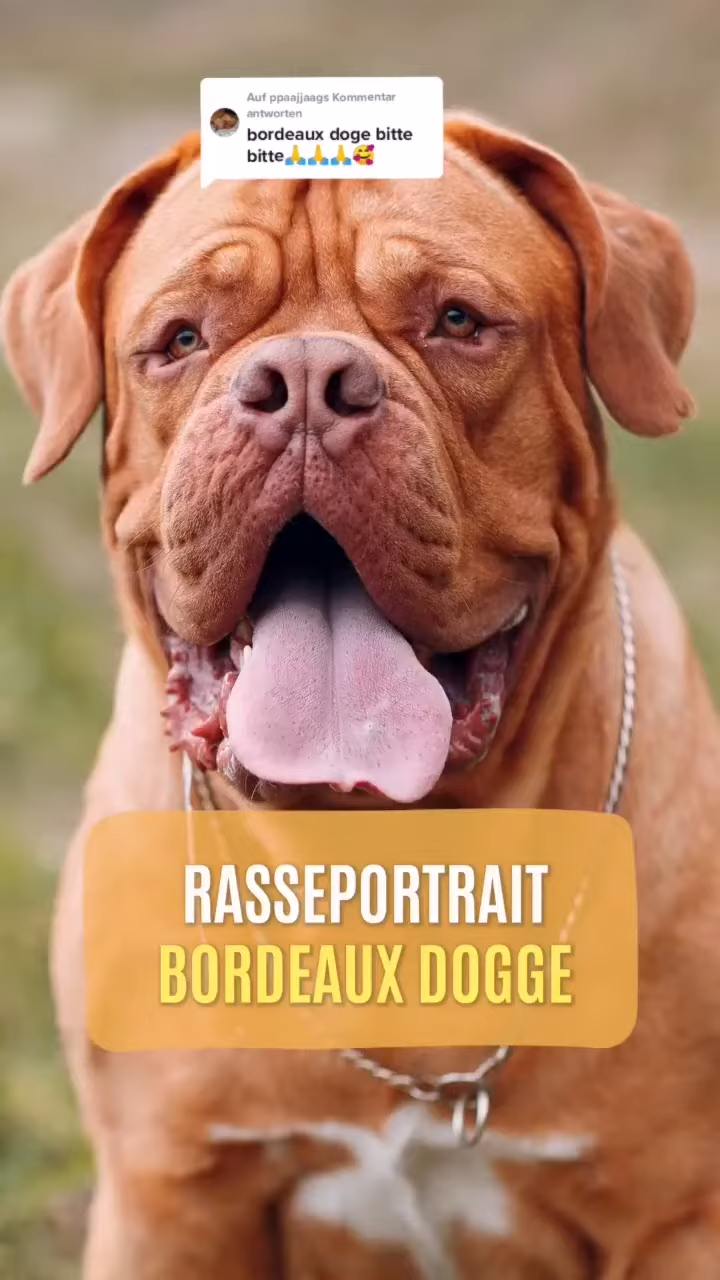 Auf ppaajjaags Kommentar
antworten
bordeaux doge bitte
bitte🙏🙏🙏🥰
RASSEPORTRAIT
BORDEAUX DOGGE